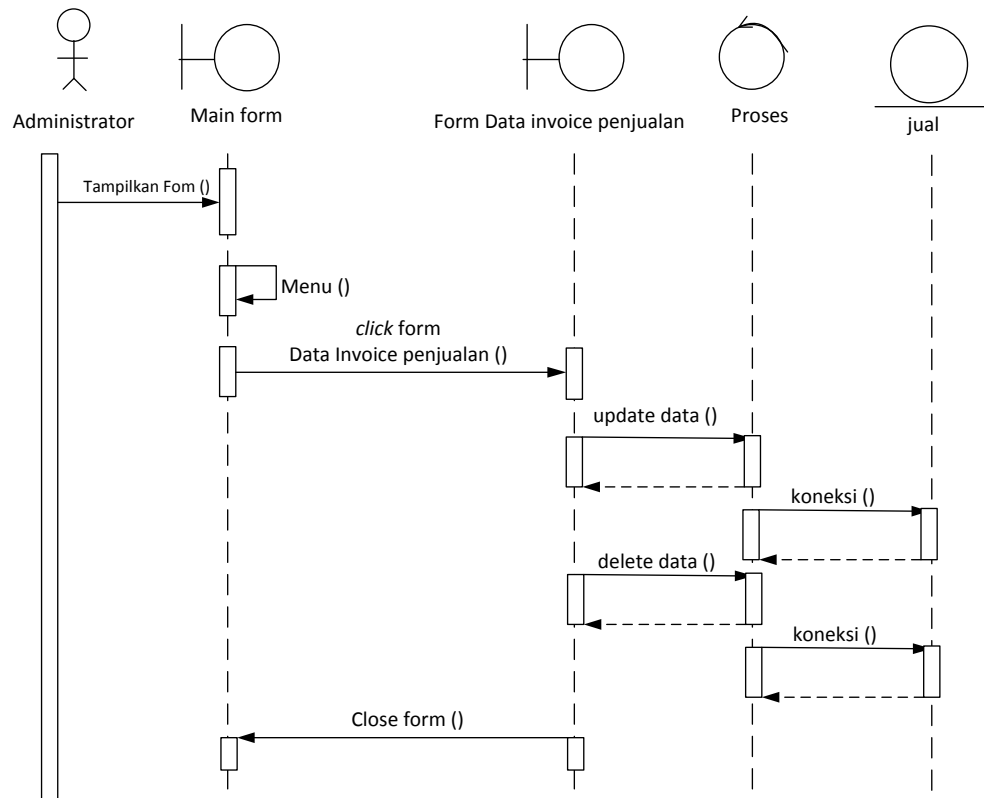 Administrator
Main form
Form Data invoice penjualan
Proses
jual
Tampilkan Fom ()
Menu ()
click form
Data Invoice penjualan ()
update data ()
koneksi ()
delete data ()
koneksi ()
Close form ()